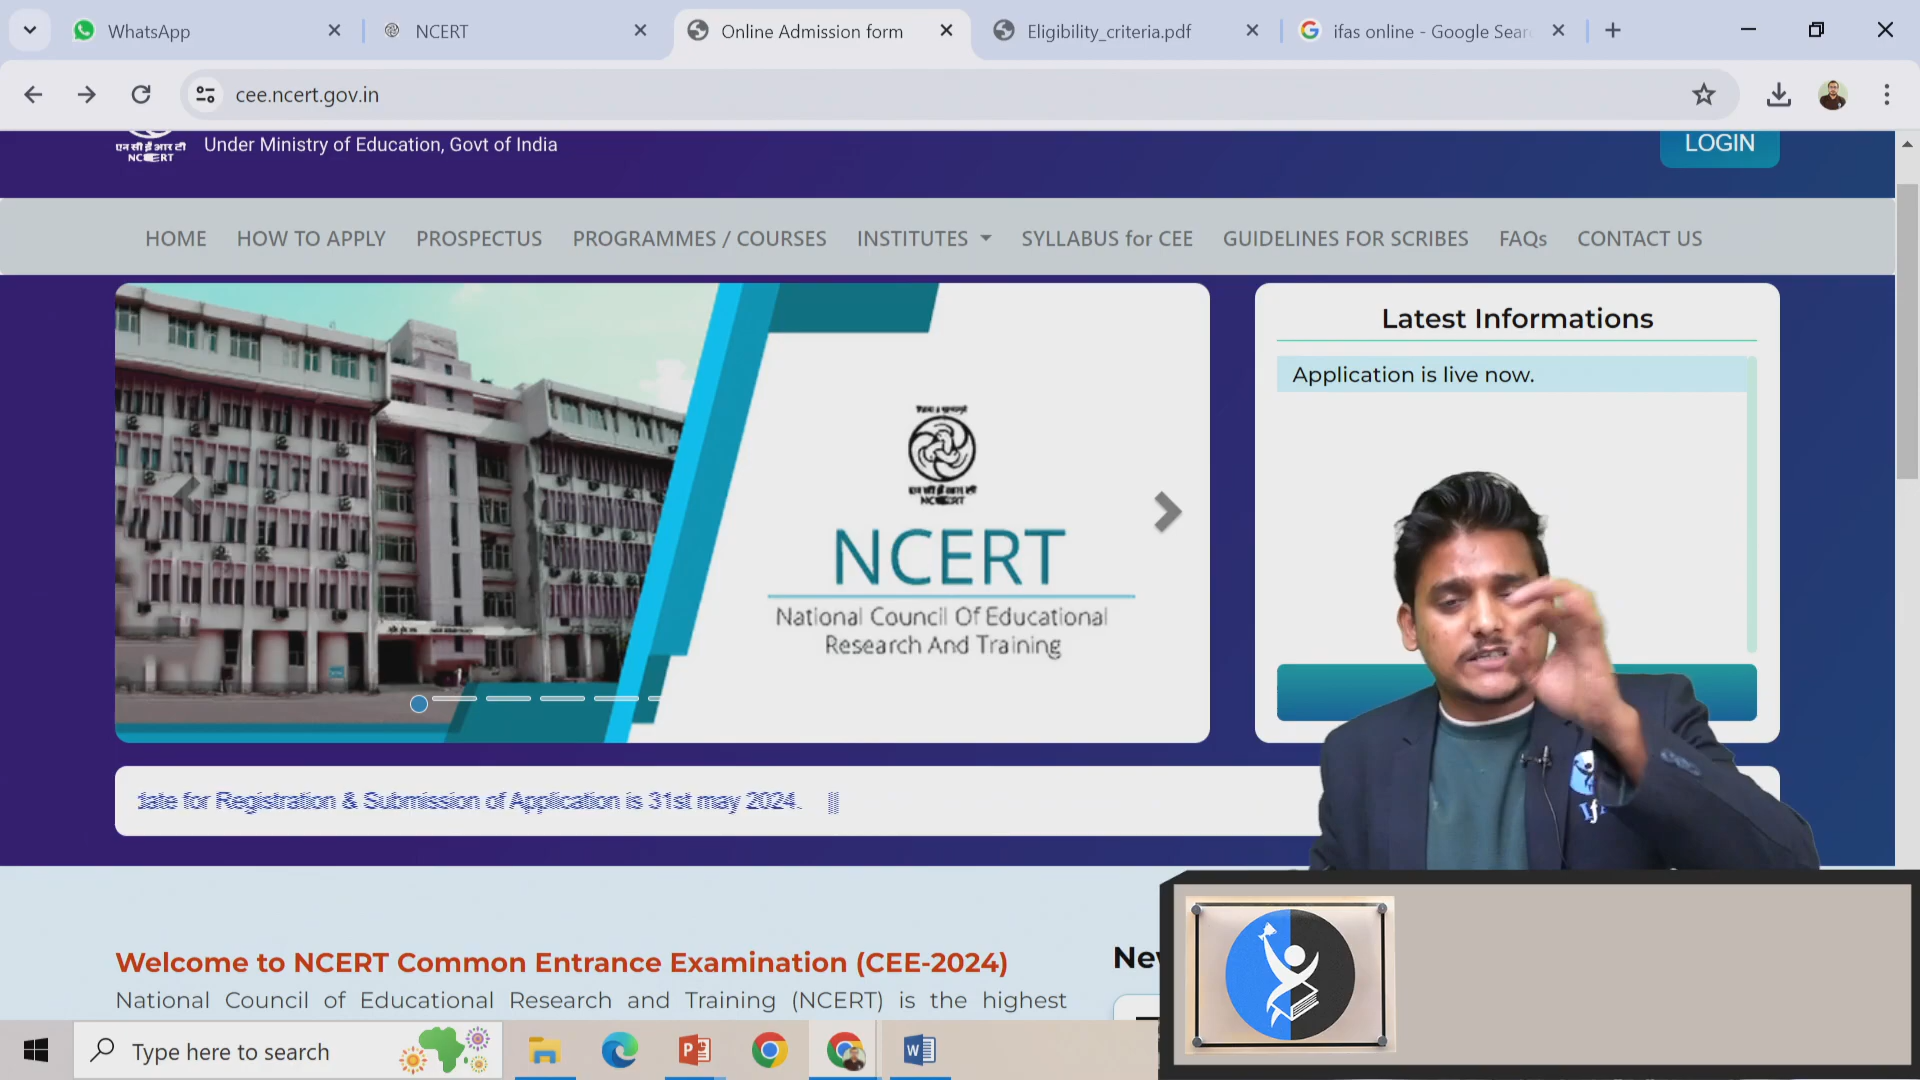 WhatsApp
NCERT
Online Admission form
Eligibility_criteria.pdf
ifas online - Google Sear
cee.ncert.gov.in
एन सी ई आर टी
NCERT
Under Ministry of Education, Govt of India
LOGIN
HOME
HOW TO APPLY
PROSPECTUS
PROGRAMMES / COURSES
INSTITUTES
SYLLABUS for CEE
GUIDELINES FOR SCRIBES
FAQs
CONTACT US
एन सी ई आर टी
NCERT
NCERT
National Council Of Educational
Research And Training
Latest Informations
Application is live now.
date for Registration & Submission of Application is 31st may 2024. ||
Welcome to NCERT Common Entrance Examination (CEE-2024)
National Council of Educational Research and Training (NCERT) is the highest
Type here to search